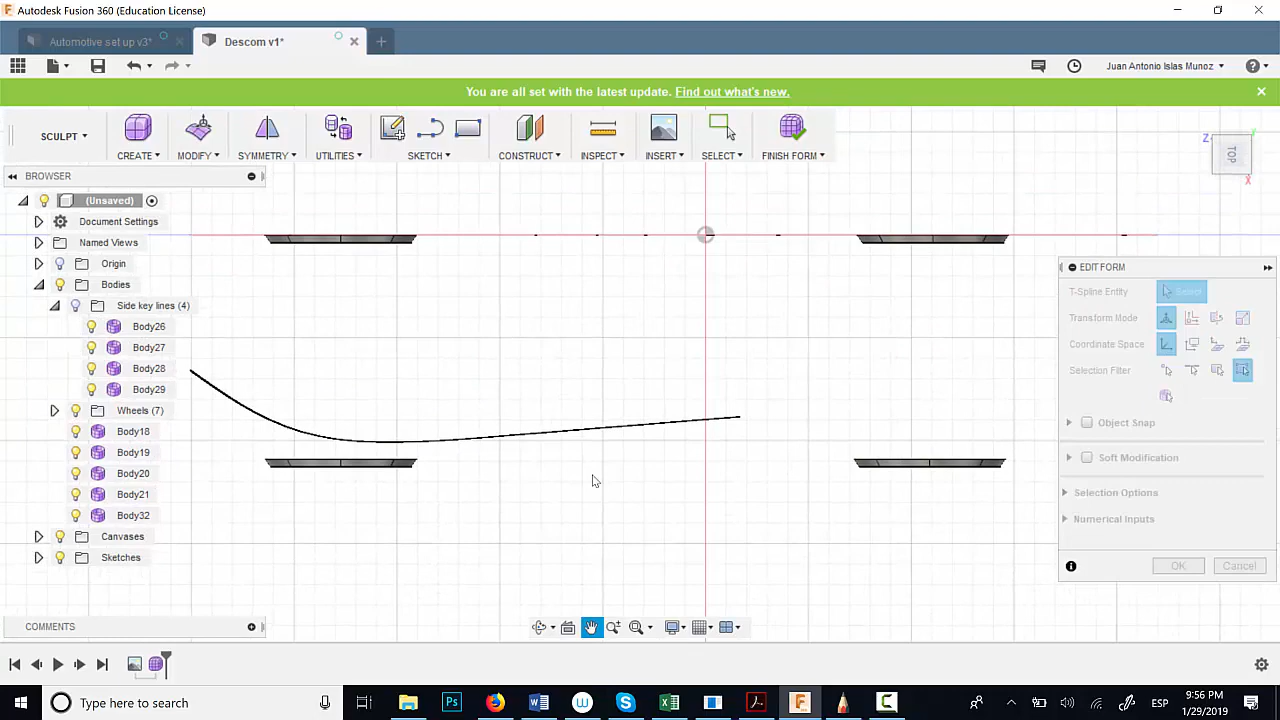 Autodesk Fusion 360 (Education License)
Automotive set up v3*
Descom v1*
Juan Antonio Islas Munoz
You are all set with the latest update. Find out what's new.
SCULPT
CREATE
MODIFY
SYMMETRY
UTILITIES
SKETCH
CONSTRUCT
INSPECT
INSERT
SELECT
FINISH FORM
Z
Y
TOP
X
BROWSER
(Unsaved)
Document Settings
Named Views
Origin
Bodies
Side key lines (4)
Body26
Body27
Body28
Body29
Wheels (7)
Body18
Body19
Body20
Body21
Body32
Canvases
Sketches
EDIT FORM
T-Spline Entity
Select
Transform Mode
Coordinate Space
Selection Filter
Object Snap
Soft Modification
Selection Options
Numerical Inputs
OK
Cancel
COMMENTS
Type here to search
ESP
9:56 PM
1/29/2019